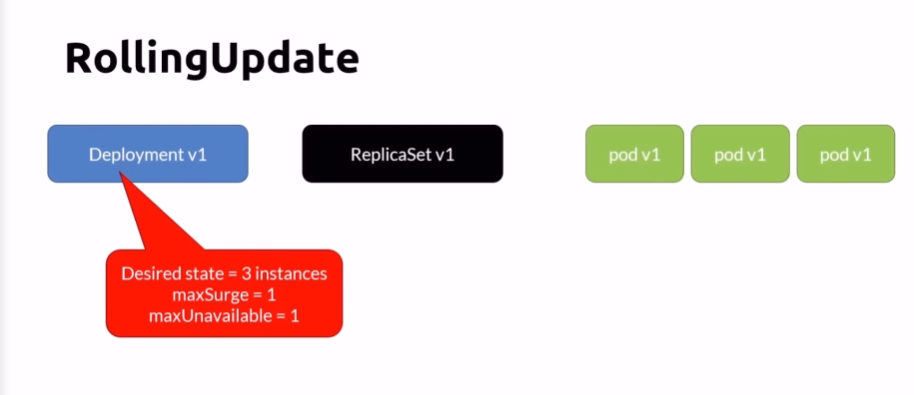 RollingUpdate
Deployment v1
ReplicaSet v1
pod v1
pod v1
pod v1
Desired state = 3 instances
maxSurge = 1
maxUnavailable = 1